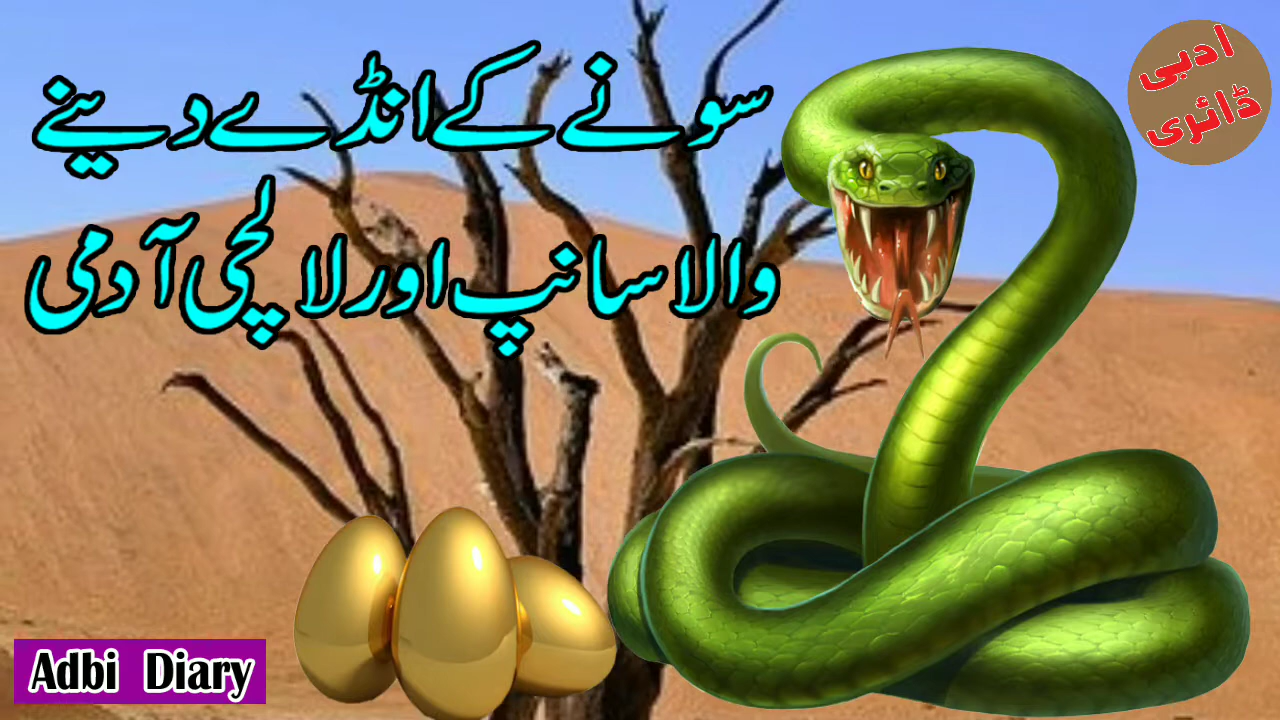 سونے کے انڈے دینے
والا سانپ اور لالچی آدمی
ادبی
ڈائری
Adbi Diary